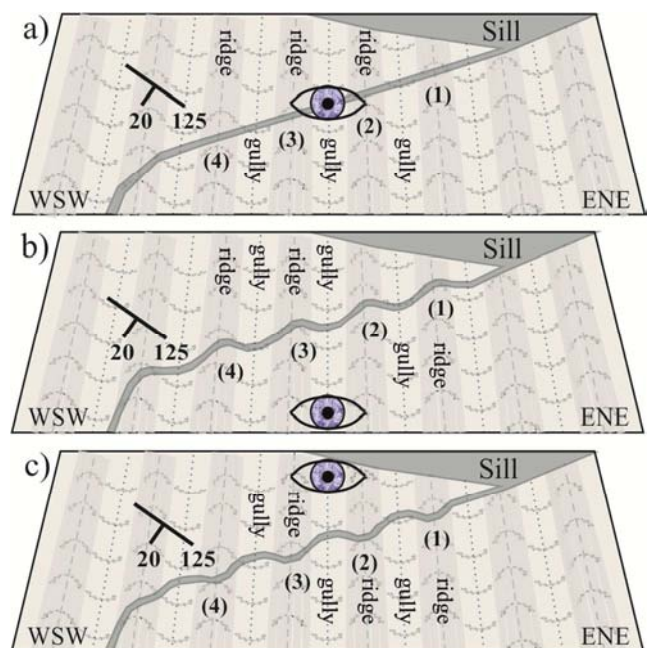 a)
Sill
ridge
ridge
ridge
20 125
(1)
(2)
(3)
(4)
gully
gully
gully
WSW
ENE
b)
Sill
ridge
gully
ridge
gully
20 125
(1)
(2)
(3)
(4)
gully
ridge
WSW
ENE
c)
Sill
gully
ridge
20 125
(1)
(2)
(3)
(4)
gully
ridge
gully
ridge
WSW
ENE